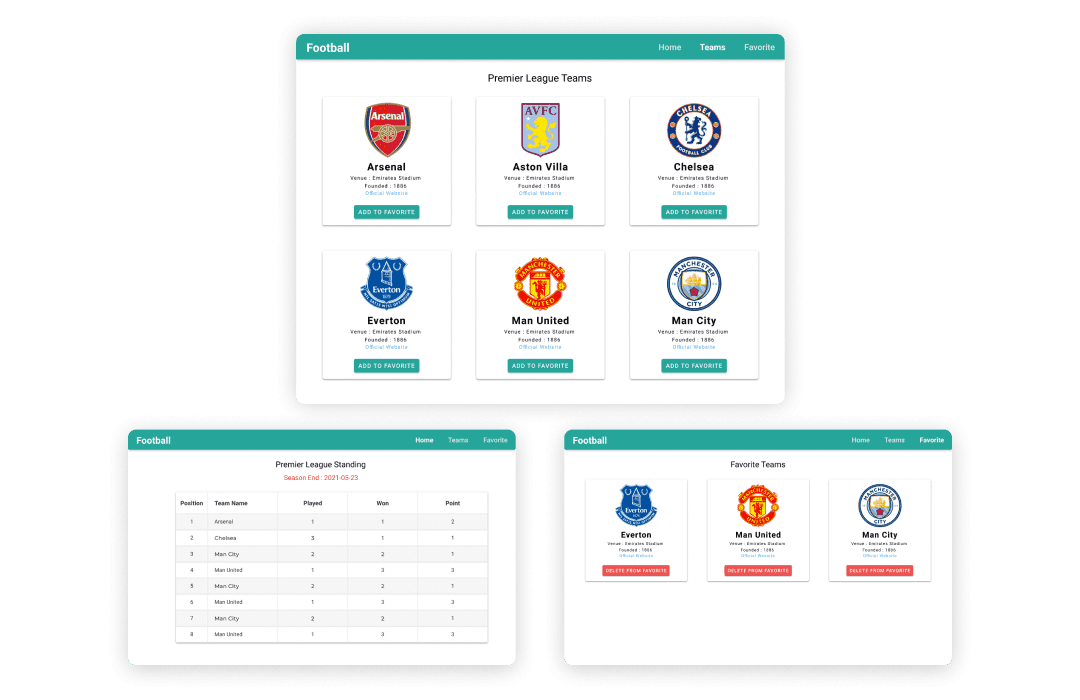 Football Home Teams Favorite
Premier League Teams
Arsenal AVFC CHELSEA FOOTBALL CLUB
Arsenal Aston Villa Chelsea
Venue : Emirates Stadium Venue : Emirates Stadium Venue : Emirates Stadium
Founded : 1886 Founded : 1886 Founded : 1886
Official Website Official Website Official Website
ADD TO FAVORITE ADD TO FAVORITE ADD TO FAVORITE
Everton MANCHESTER UNITED MANCHESTER CITY
Everton Man United Man City
Venue : Emirates Stadium Venue : Emirates Stadium Venue : Emirates Stadium
Founded : 1886 Founded : 1886 Founded : 1886
Official Website Official Website Official Website
ADD TO FAVORITE ADD TO FAVORITE ADD TO FAVORITE
Football Home Teams Favorite
Premier League Standing
Season End : 2021-05-23
Position Team Name Played Won Point
1 Arsenal 1 1 2
2 Chelsea 3 1 1
3 Man City 2 2 1
4 Man United 1 3 3
5 Man City 2 2 1
6 Man United 1 3 3
7 Man City 2 2 1
8 Man United 1 3 3
Football Home Teams Favorite
Favorite Teams
Everton MANCHESTER UNITED MANCHESTER CITY
Everton Man United Man City
Venue : Emirates Stadium Venue : Emirates Stadium Venue : Emirates Stadium
Founded : 1886 Founded : 1886 Founded : 1886
Official Website Official Website Official Website
DELETE FROM FAVORITE DELETE FROM FAVORITE DELETE FROM FAVORITE